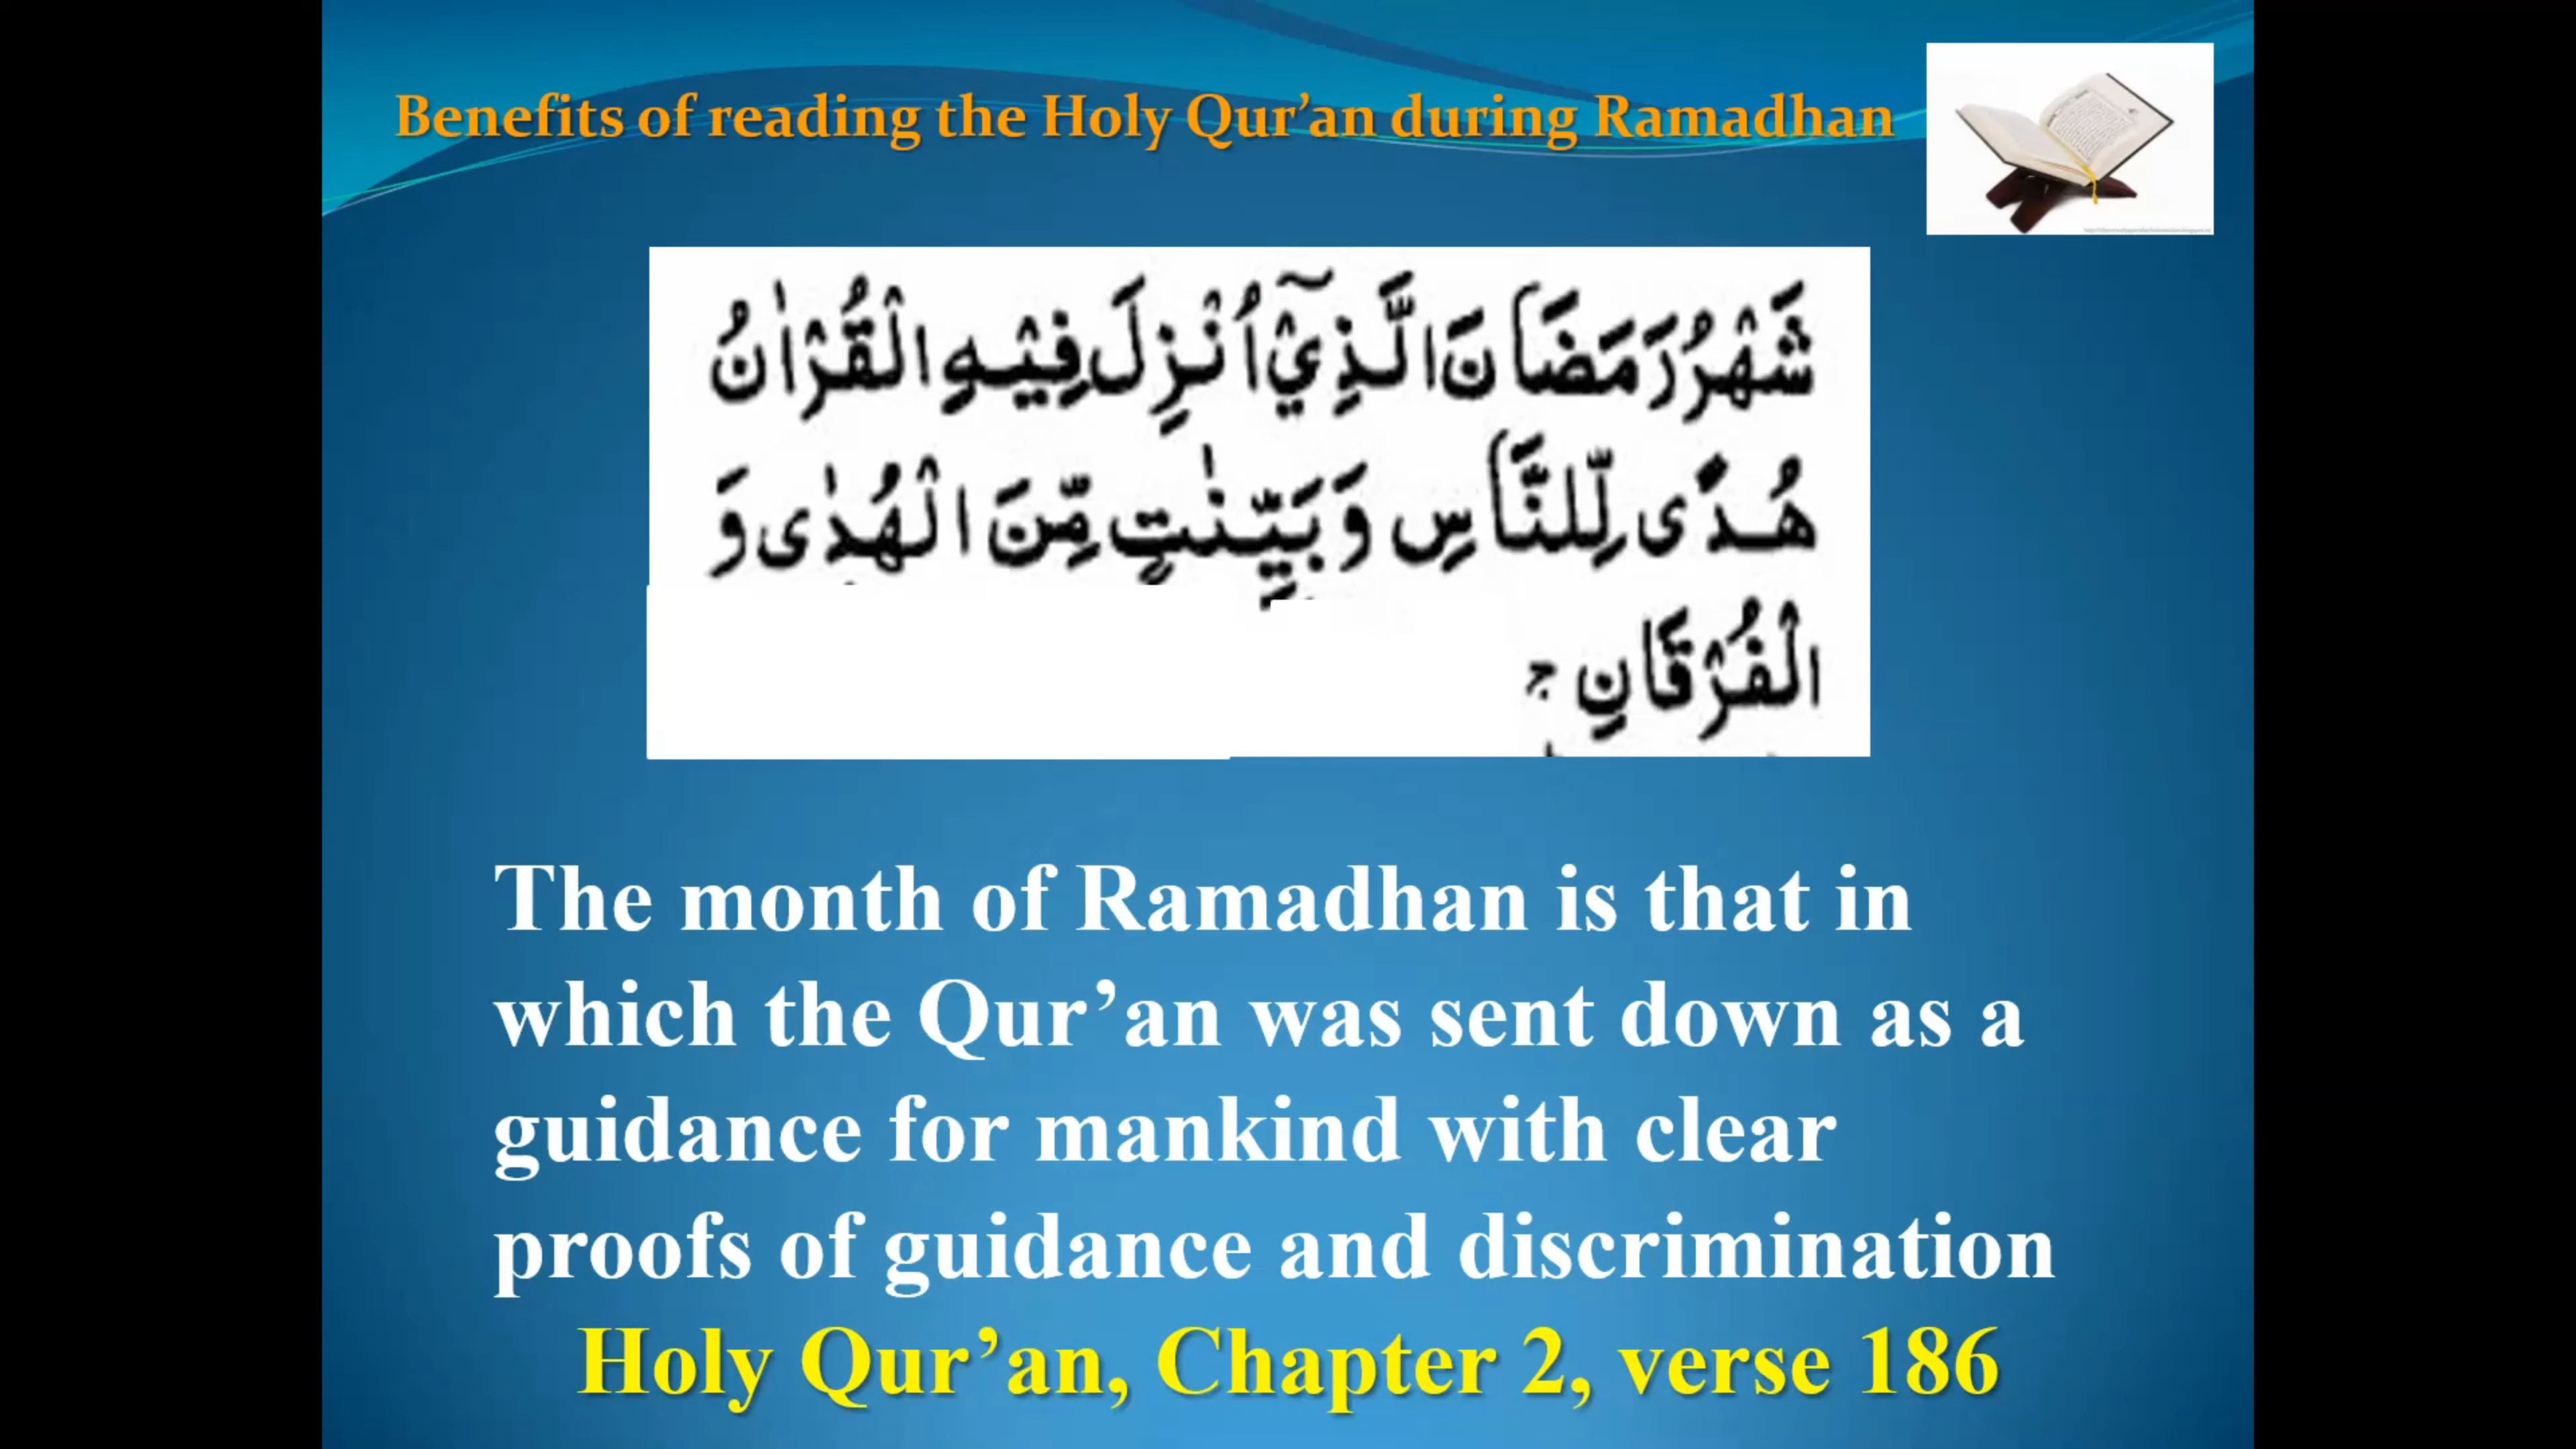 Benefits of reading the Holy Qur’an during Ramadhan
شَهْرُ رَمَضَانَ الَّذِيْٓ اُنْزِلَ فِيْهِ الْقُرْاٰنُ
هُدًى لِّلنَّاسِ وَبَيِّنٰتٍ مِّنَ الْهُدٰى وَ
الْفُرْقَانِ ۚ
The month of Ramadhan is that in
which the Qur’an was sent down as a
guidance for mankind with clear
proofs of guidance and discrimination
Holy Qur’an, Chapter 2, verse 186